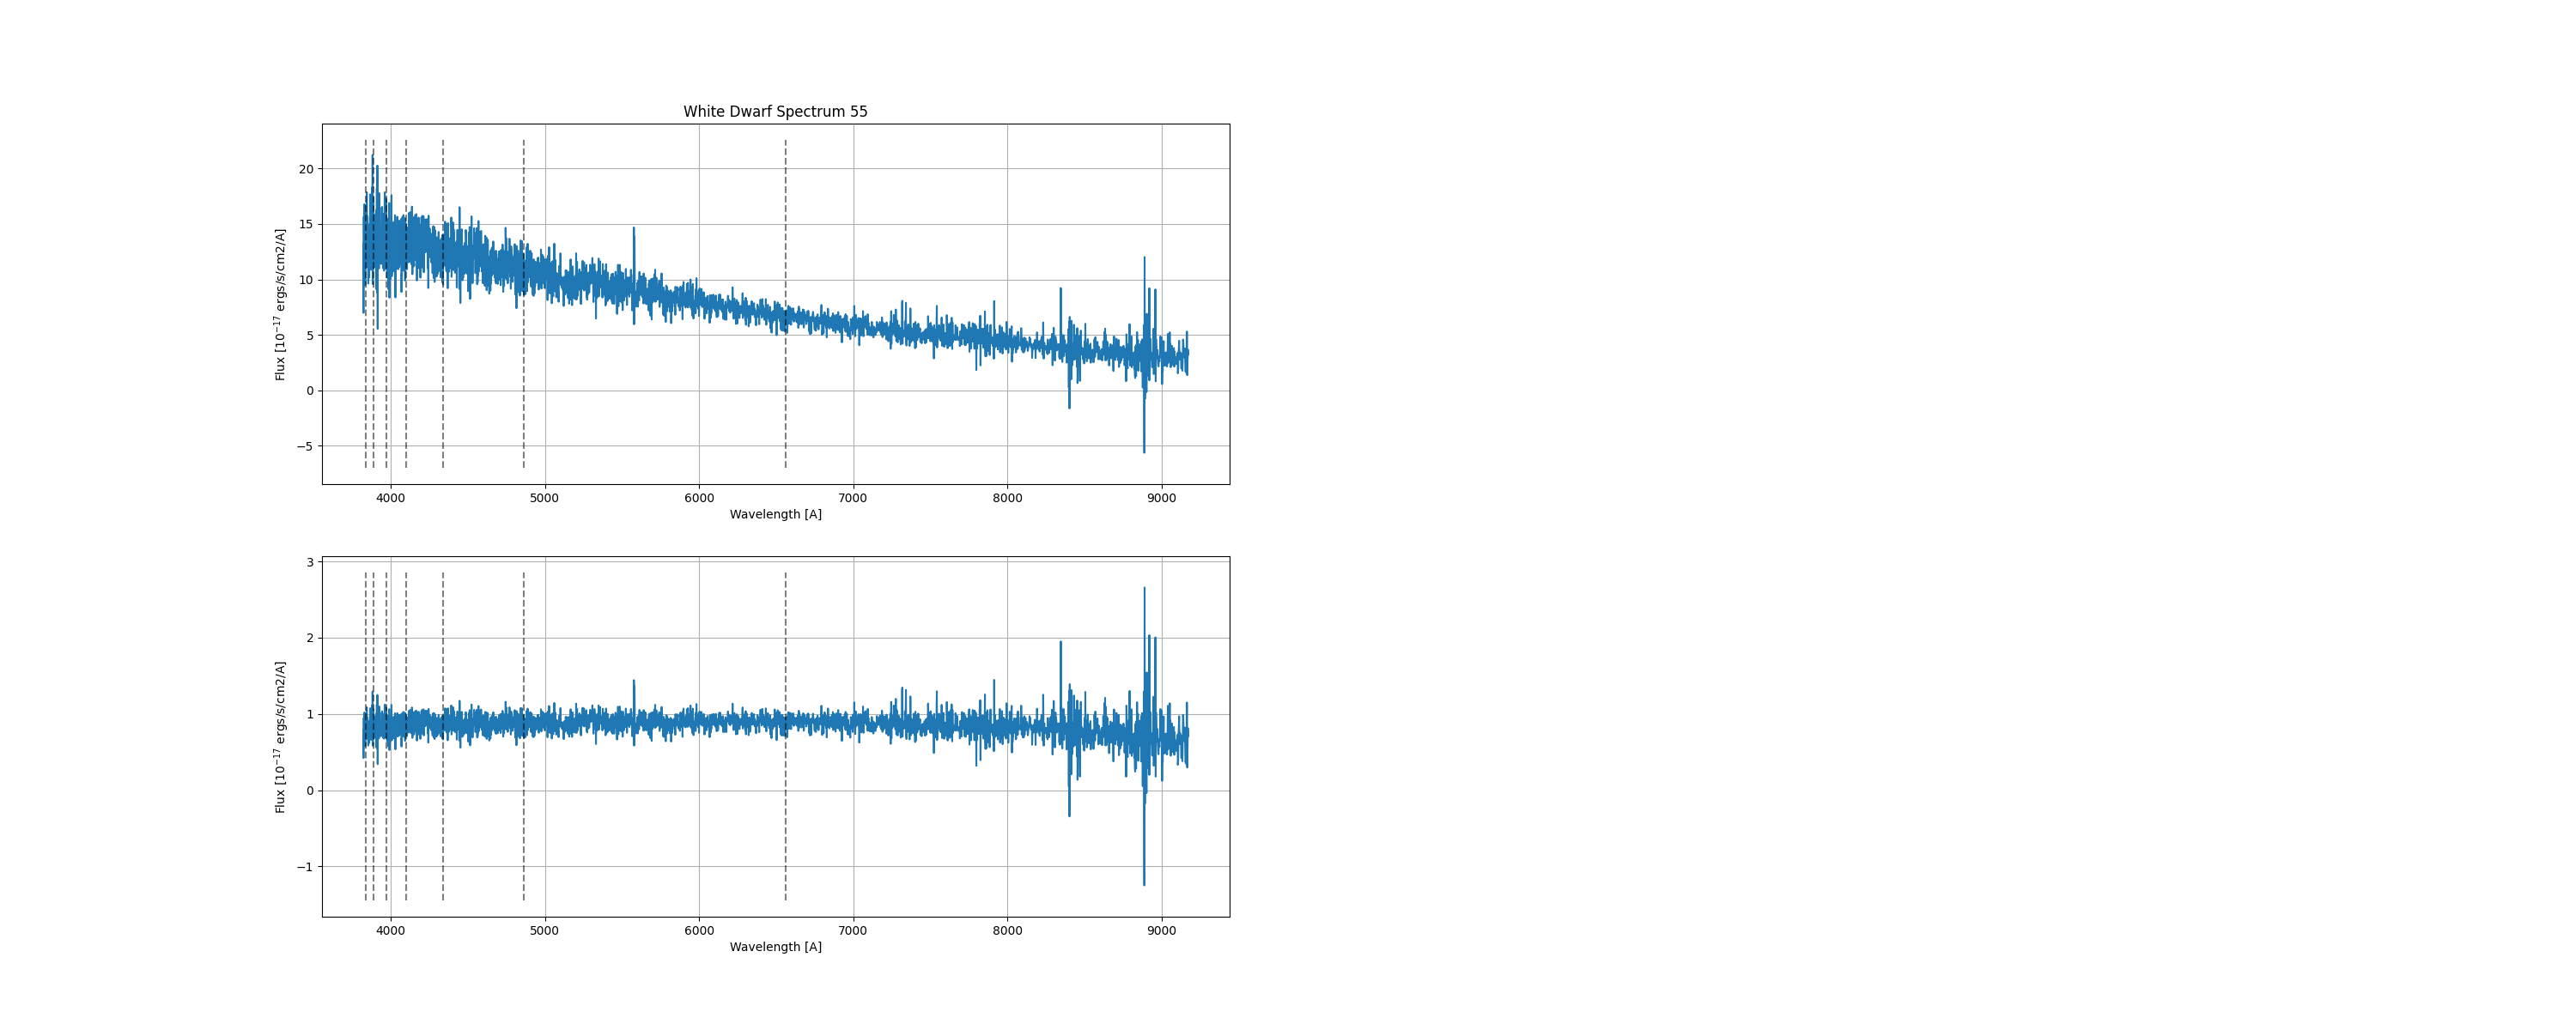 White Dwarf Spectrum 55
20
15
10
5
0
−5
Flux [10⁻¹⁷ ergs/s/cm2/A]
4000 5000 6000 7000 8000 9000
Wavelength [A]
3
2
1
0
−1
Flux [10⁻¹⁷ ergs/s/cm2/A]
4000 5000 6000 7000 8000 9000
Wavelength [A]